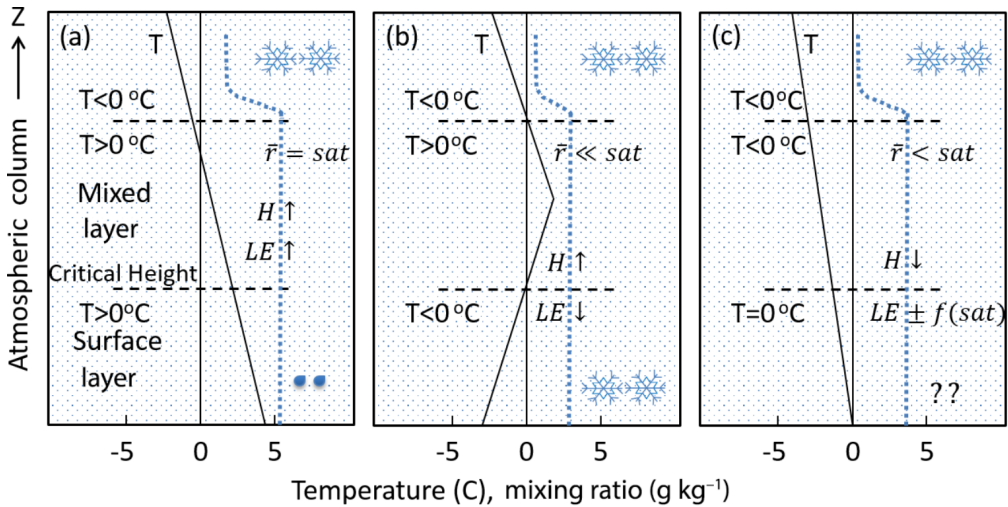 Z
Atmospheric column
(a)
T
T<0 °C
T>0 °C
r̄ = sat
Mixed
layer
H ↑
LE ↑
Critical Height
T>0°C
Surface
layer
-5 0 5
(b)
T
T<0 °C
T>0 °C
r̄ ≪ sat
H ↑
T<0 °C
LE ↓
-5 0 5
(c)
T
T<0°C
T<0 °C
r̄ < sat
H ↓
T=0 °C
LE ± f(sat)
??
-5 0 5
Temperature (C), mixing ratio (g kg⁻¹)